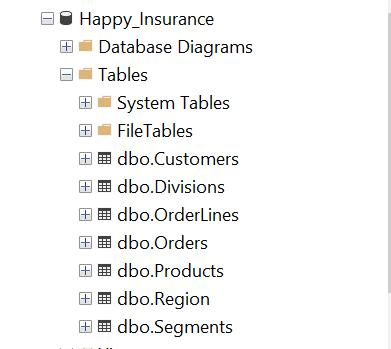 Happy_Insurance
Database Diagrams
Tables
System Tables
FileTables
dbo.Customers
dbo.Divisions
dbo.OrderLines
dbo.Orders
dbo.Products
dbo.Region
dbo.Segments